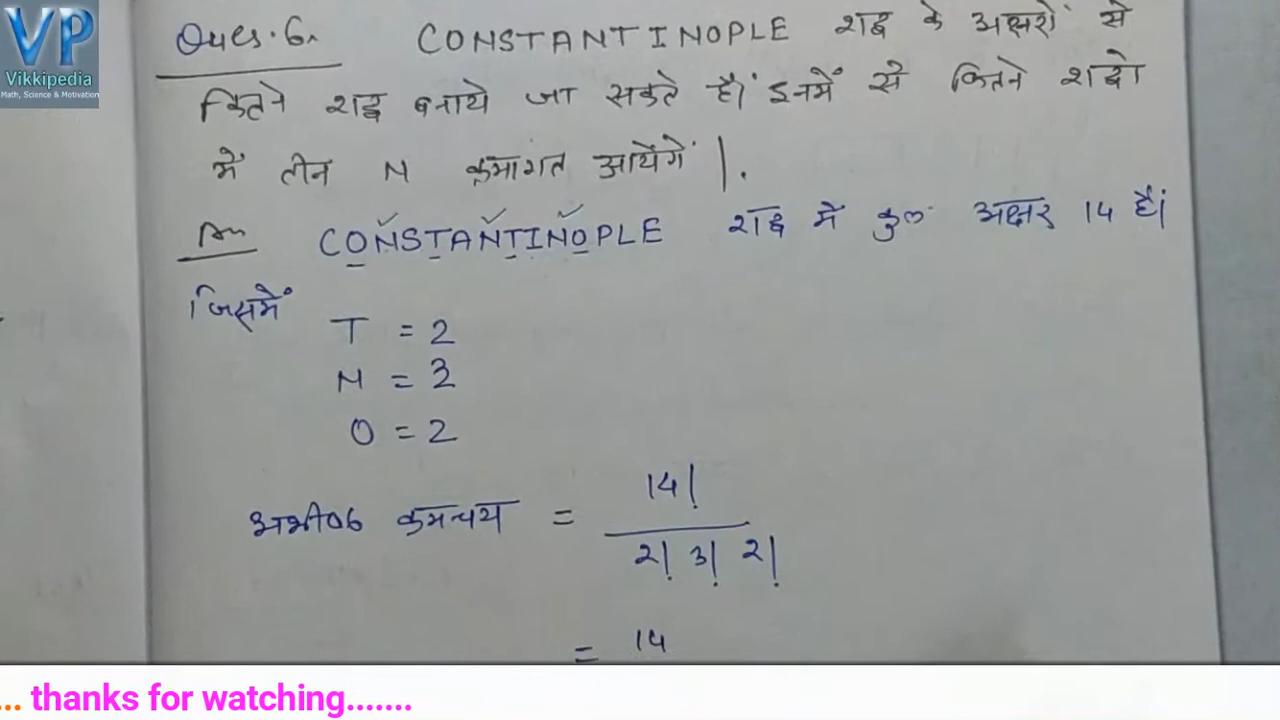 VP
Vikkipedia
Math, Science & Motivation
Ques. 6. CONSTANTINOPLE शब्द के अक्षरों से
कितने शब्द बनाये जा सकते हैं। इनमें से कितने शब्दो
में तीन N क्रमागत आयेंगें |.
Ans CONSTANTINOPLE शब्द में कुल अक्षर 14 है।
जिसमें
T = 2
N = 3
O = 2
अभीष्ठ क्रमचय = 14! / 2! 3! 2!
= 14
... thanks for watching.......